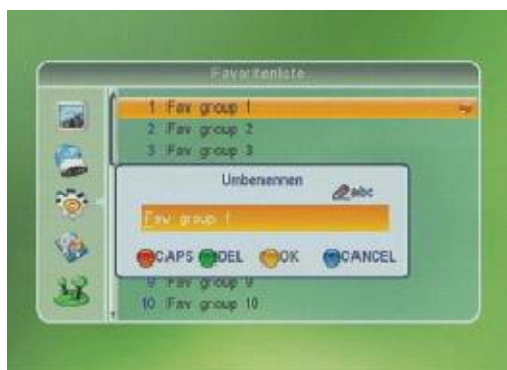 Favoritenliste
1 Fav group 1
2 Fav group 2
3 Fav group 3
Umbenennen
abc
Fav group 1
CAPS DEL OK CANCEL
9 Fav group 9
10 Fav group 10